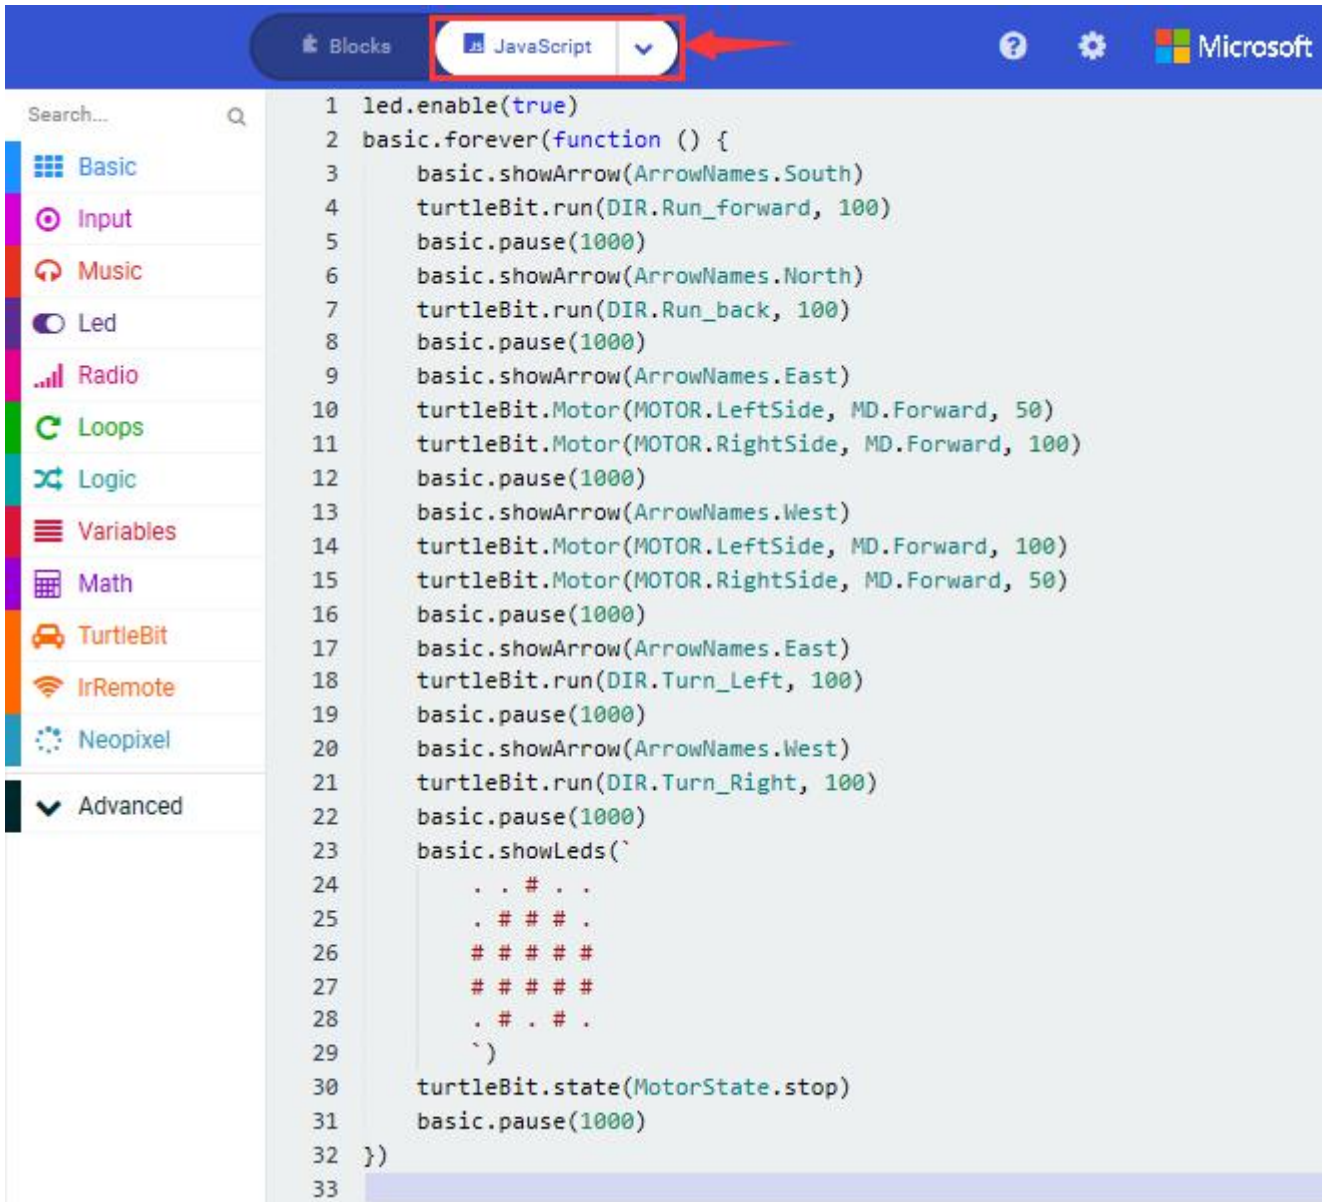 Blocks
JS JavaScript
Microsoft
Search...
Basic
Input
Music
Led
Radio
Loops
Logic
Variables
Math
TurtleBit
IrRemote
Neopixel
Advanced
1 led.enable(true)
2 basic.forever(function () {
3     basic.showArrow(ArrowNames.South)
4     turtleBit.run(DIR.Run_forward, 100)
5     basic.pause(1000)
6     basic.showArrow(ArrowNames.North)
7     turtleBit.run(DIR.Run_back, 100)
8     basic.pause(1000)
9     basic.showArrow(ArrowNames.East)
10     turtleBit.Motor(MOTOR.LeftSide, MD.Forward, 50)
11     turtleBit.Motor(MOTOR.RightSide, MD.Forward, 100)
12     basic.pause(1000)
13     basic.showArrow(ArrowNames.West)
14     turtleBit.Motor(MOTOR.LeftSide, MD.Forward, 100)
15     turtleBit.Motor(MOTOR.RightSide, MD.Forward, 50)
16     basic.pause(1000)
17     basic.showArrow(ArrowNames.East)
18     turtleBit.run(DIR.Turn_Left, 100)
19     basic.pause(1000)
20     basic.showArrow(ArrowNames.West)
21     turtleBit.run(DIR.Turn_Right, 100)
22     basic.pause(1000)
23     basic.showLeds(`
24         . . # . .
25         . # # # .
26         # # # # #
27         # # # # #
28         . # . # .
29         `)
30     turtleBit.state(MotorState.stop)
31     basic.pause(1000)
32 })
33